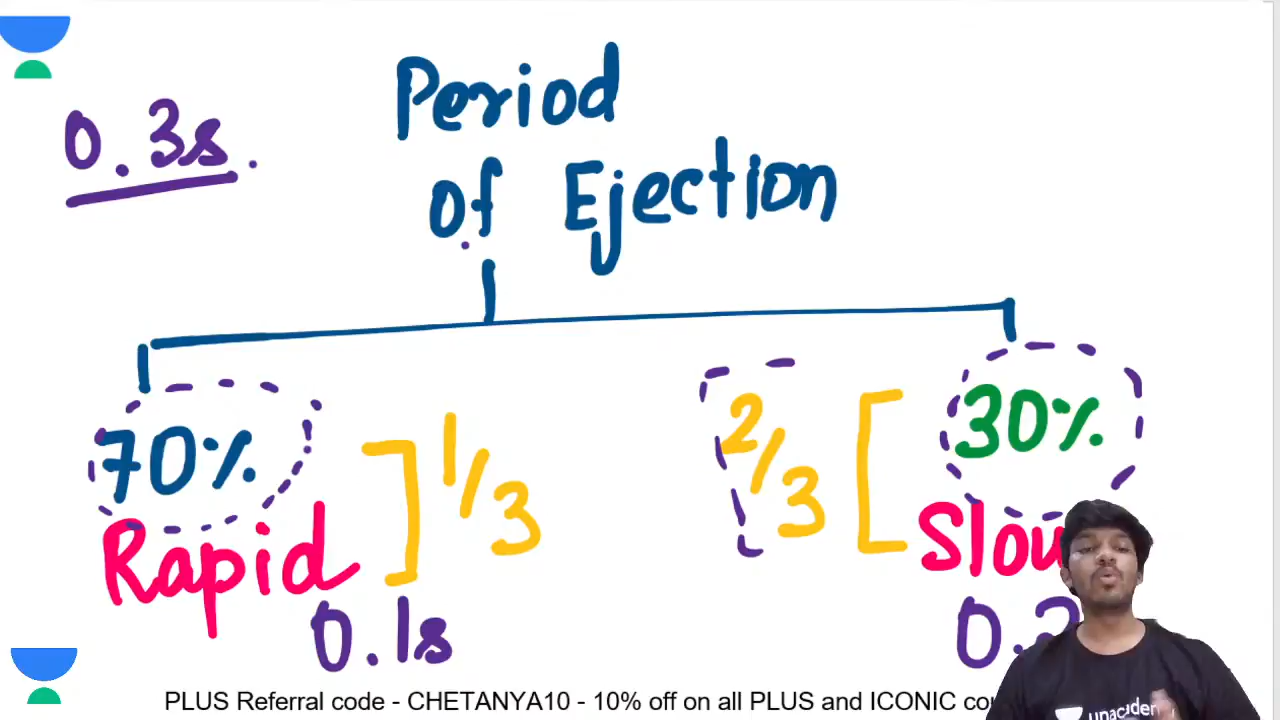 Period
0.3s.
of Ejection
70%
1/3
2/3
30%
Rapid
0.1s
PLUS Referral code - CHETANYA10 - 10% off on all PLUS and ICONIC